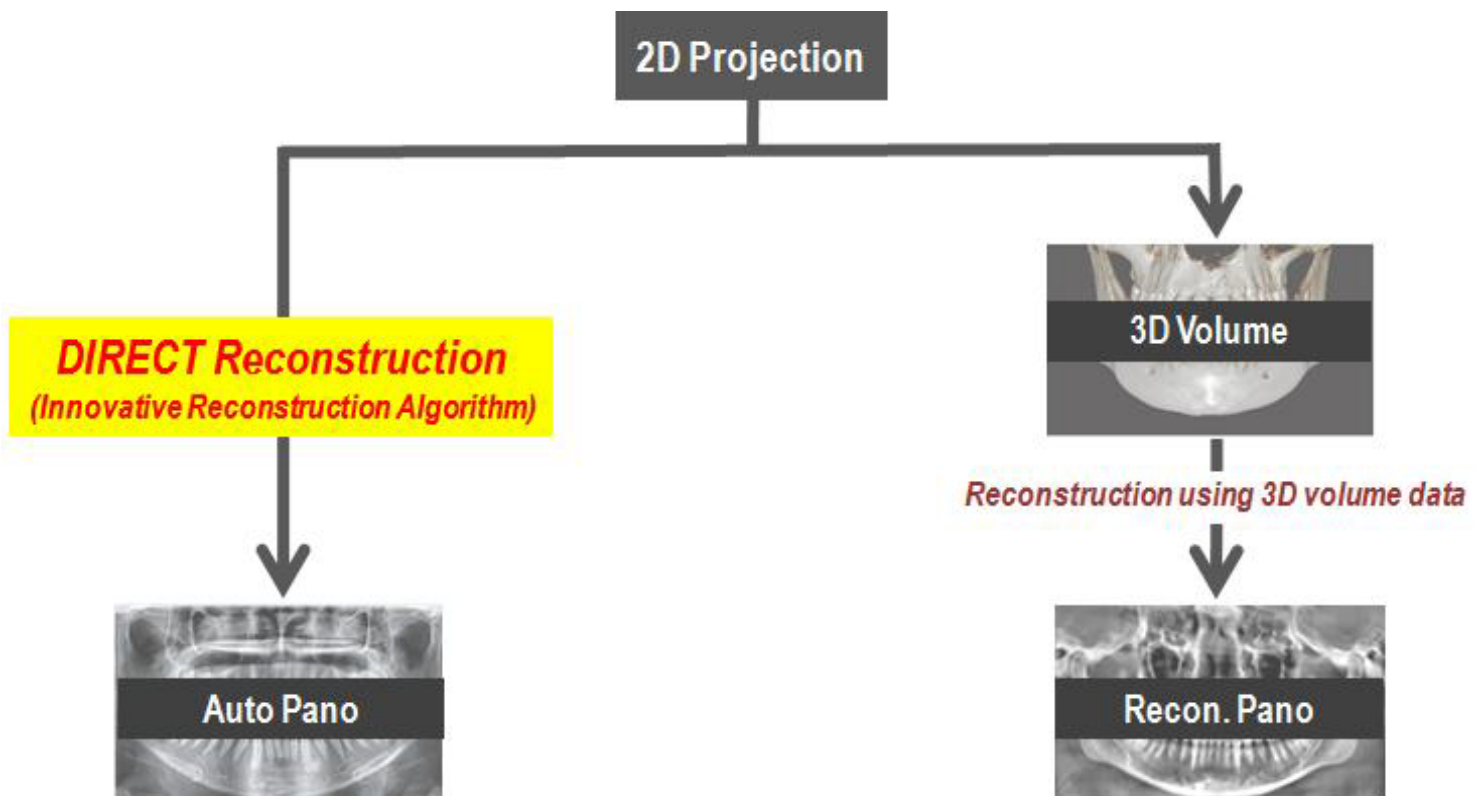 2D Projection
DIRECT Reconstruction
(Innovative Reconstruction Algorithm)
3D Volume
Reconstruction using 3D volume data
Auto Pano
Recon. Pano